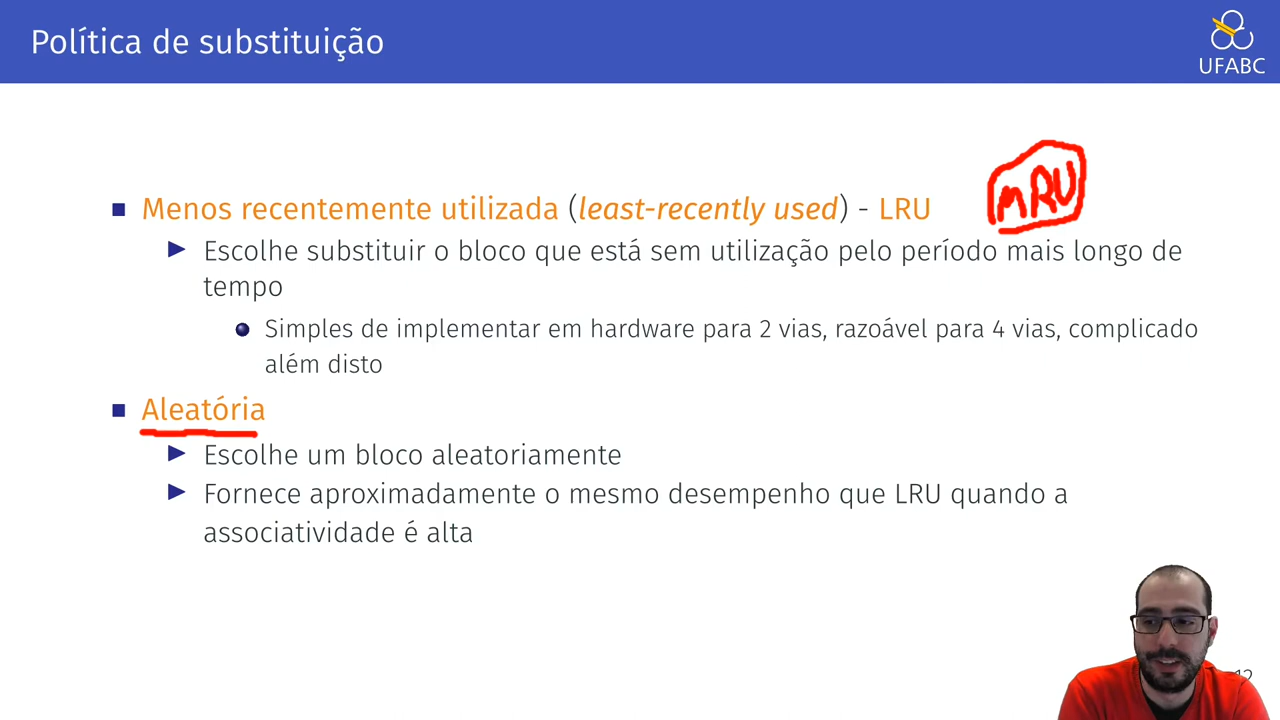 Política de substituição
UFABC
MRU
Menos recentemente utilizada (least-recently used) - LRU
Escolhe substituir o bloco que está sem utilização pelo período mais longo de
tempo
Simples de implementar em hardware para 2 vias, razoável para 4 vias, complicado
além disto
Aleatória
Escolhe um bloco aleatoriamente
Fornece aproximadamente o mesmo desempenho que LRU quando a
associatividade é alta